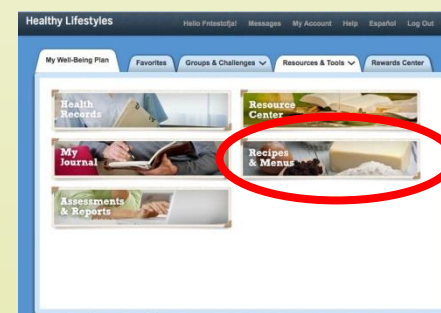 Healthy Lifestyles
Hello Fntestcfja! Messages My Account Help Español Log Out
My Well-Being Plan Favorites Groups & Challenges Resources & Tools Rewards Center
Health
Records
Resource
Center
My
Journal
Recipes
& Menus
Assessments
& Reports